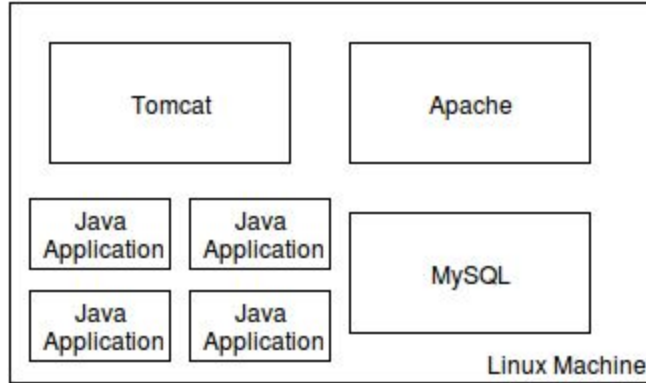 Tomcat
Apache
Java
Application
Java
Application
MySQL
Java
Application
Java
Application
Linux Machine